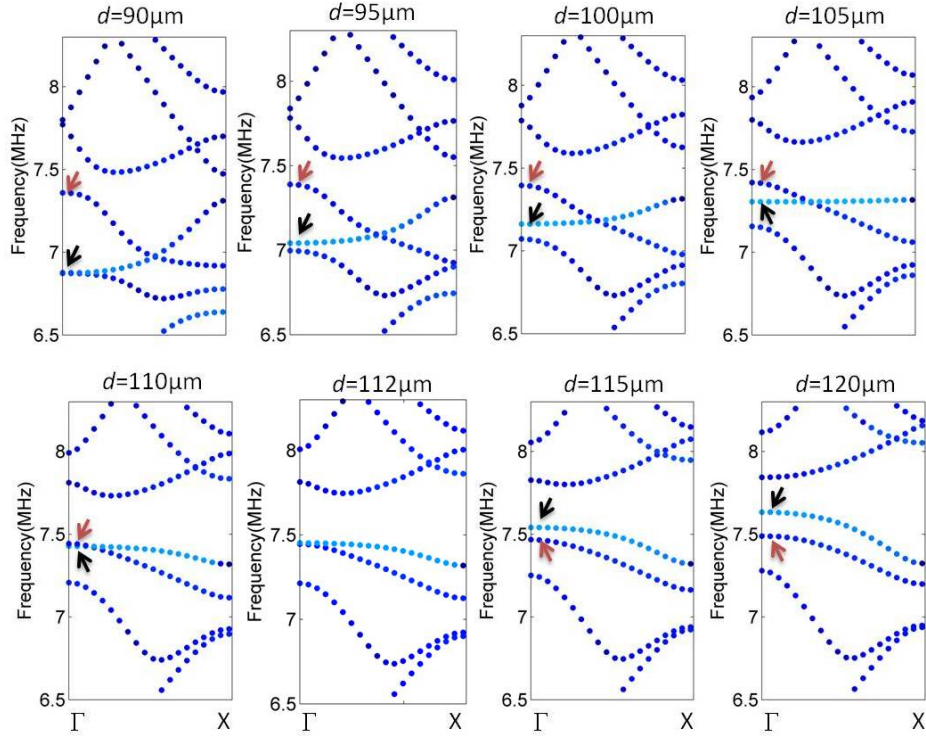 d=90μm
d=95μm
d=100μm
d=105μm
Frequency(MHz)
8
7.5
7
6.5
Frequency(MHz)
8
7.5
7
6.5
Frequency(MHz)
8
7.5
7
6.5
Frequency(MHz)
8
7.5
7
6.5
d=110μm
d=112μm
d=115μm
d=120μm
Frequency(MHz)
8
7.5
7
6.5
Frequency(MHz)
8
7.5
7
6.5
Frequency(MHz)
8
7.5
7
6.5
Frequency(MHz)
8
7.5
7
6.5
Γ X
Γ X
Γ X
Γ X